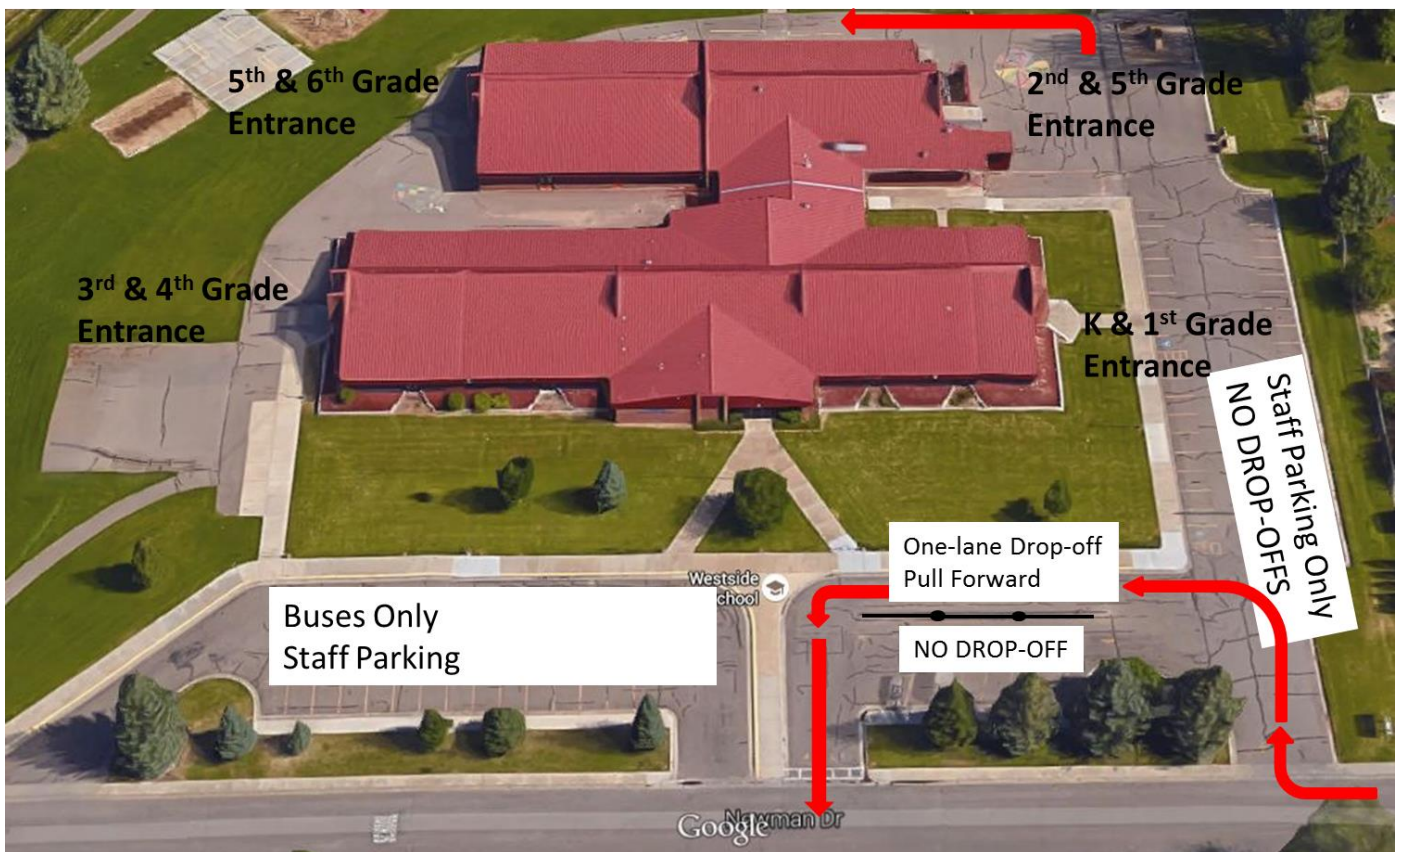 5th & 6th Grade
Entrance
2nd & 5th Grade
Entrance
3rd & 4th Grade
Entrance
K & 1st Grade
Entrance
Staff Parking Only
NO DROP-OFFS
One-lane Drop-off
Pull Forward
Westside
chool
Buses Only
Staff Parking
NO DROP-OFF
Newman Dr
Google
SCHOOL